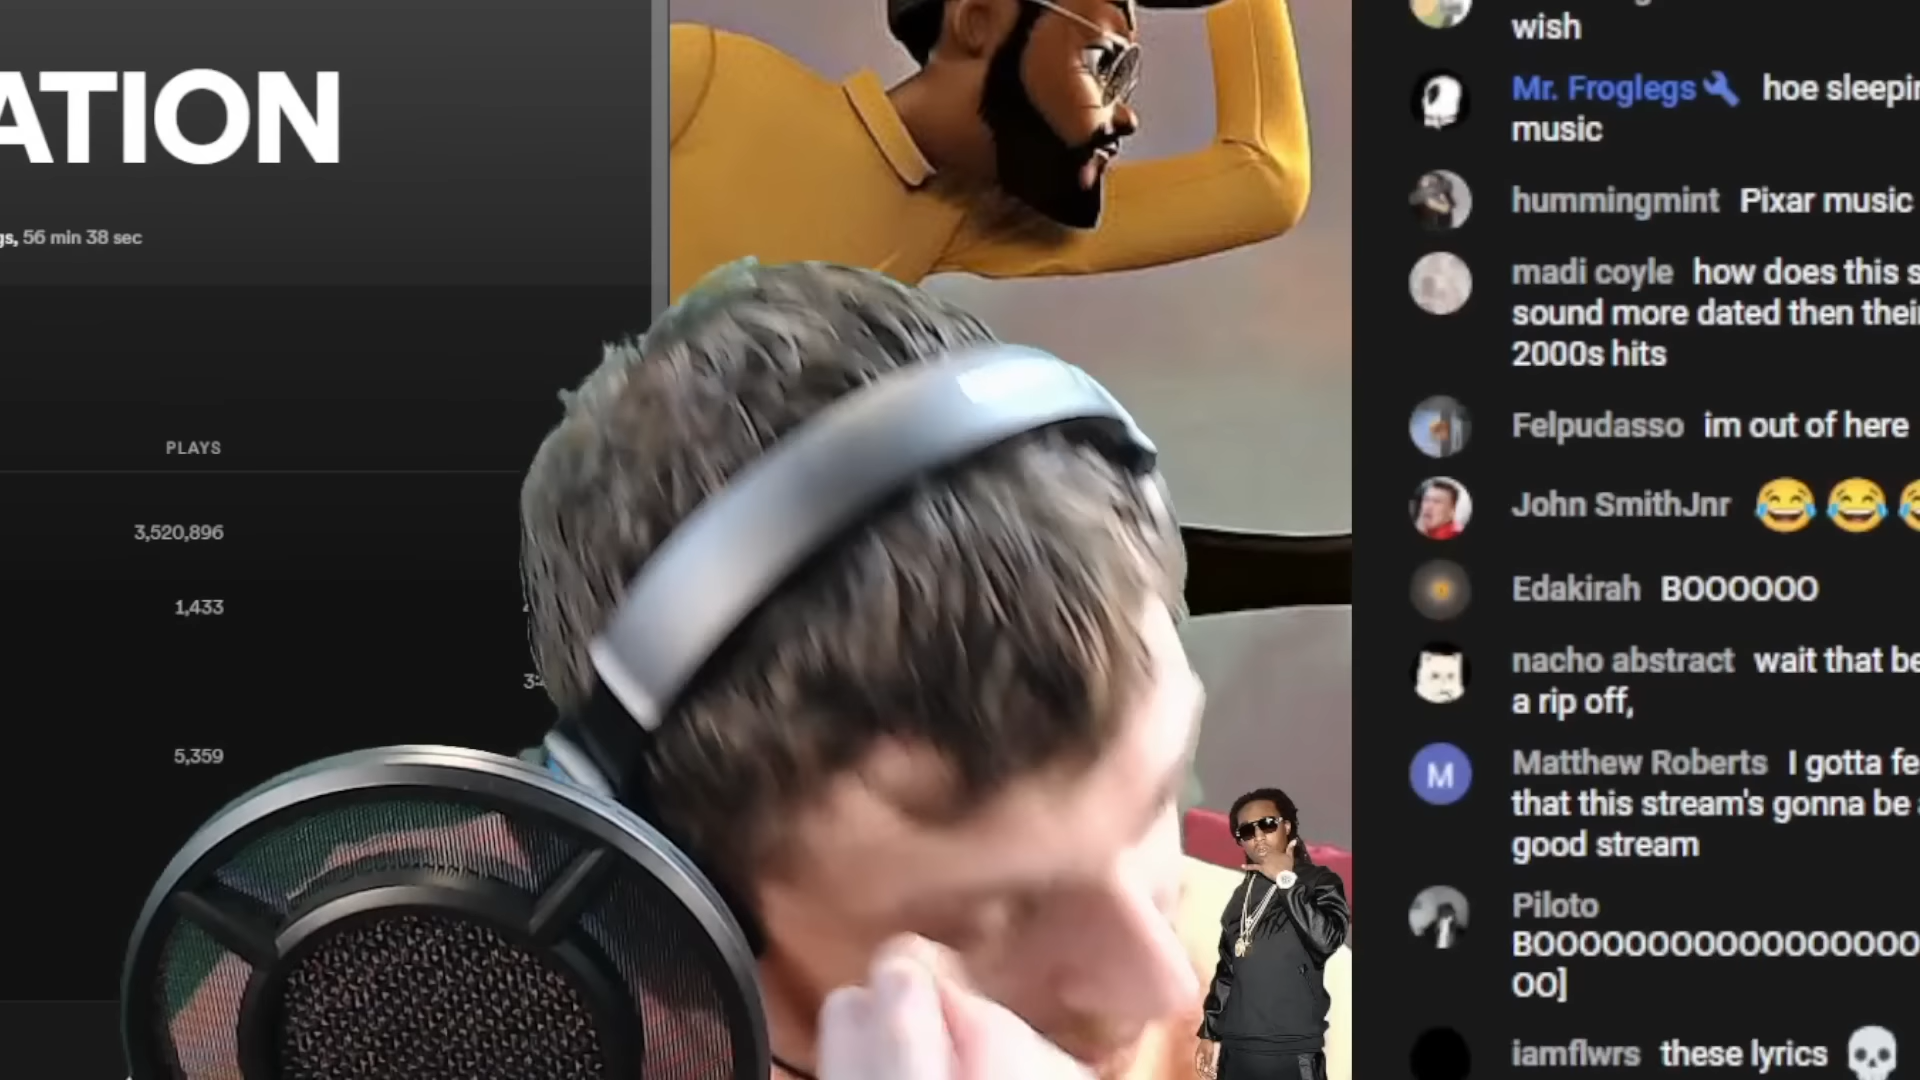 ATION
gs, 56 min 38 sec
PLAYS
3,520,896
1,433
5,359
wish
Mr. Froglegs hoe sleepin
music
hummingmint Pixar music
madi coyle how does this s
sound more dated then their
2000s hits
Felpudasso im out of here
John SmithJnr 😂😂
Edakirah BOOOOOO
nacho abstract wait that be
a rip off,
M Matthew Roberts I gotta fe
that this stream's gonna be a
good stream
Piloto
BOOOOOOOOOOOOOOOOOOO
OO]
iamflwrs these lyrics 💀